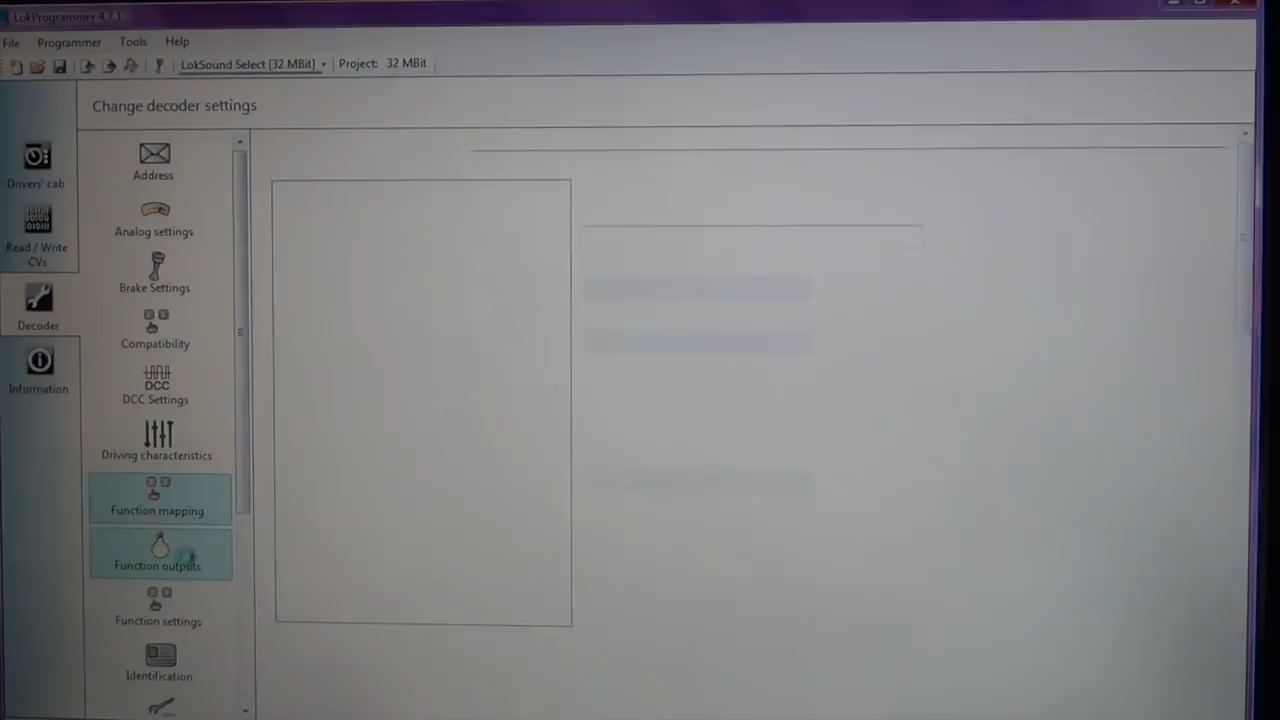 LokProgrammer 4.7.1
File Programmer Tools Help
LokSound Select [32 MBit] Project: 32 MBit
Change decoder settings
Drivers' cab
Read / Write
CVs
Decoder
Information
Address
Analog settings
Brake Settings
Compatibility
DCC
DCC Settings
Driving characteristics
Function mapping
Function outputs
Function settings
Identification